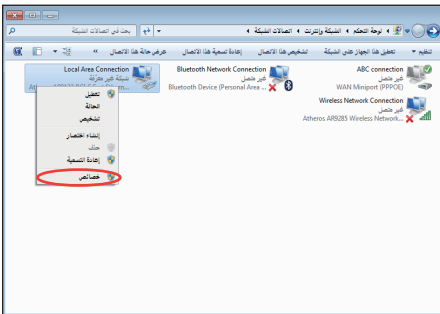 لوحة التحكم ◂ الشبكة وإنترنت ◂ اتصالات الشبكة ◂
بحث في اتصالات الشبكة
تنظيم
تعطيل هذا الجهاز على الشبكة
تشخيص هذا الاتصال
إعادة تسمية هذا الاتصال
عرض حالة هذا الاتصال
»
ABC connection
غير متصل
WAN Miniport (PPPOE)
Bluetooth Network Connection
غير متصل
Bluetooth Device (Personal Area ...
Local Area Connection
شبكة غير معرّفة
Wireless Network Connection
غير متصل
Atheros AR9285 Wireless Network...
تعطيل
الحالة
تشخيص
إنشاء اختصار
حذف
إعادة التسمية
خصائص